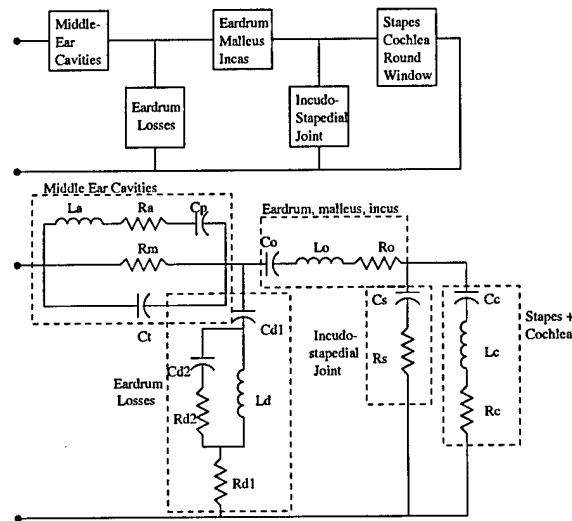 Middle-
Ear
Cavities
Eardrum
Malleus
Incas
Stapes
Cochlea
Round
Window
Eardrum
Losses
Incudo-
Stapedial
Joint
Middle Ear Cavities
La
Ra
Cp
Rm
Ct
Eardrum, malleus, incus
Co
Lo
Ro
Cd1
Cd2
Ld
Rd2
Rd1
Eardrum
Losses
Cs
Rs
Incudo-
stapedial
Joint
Cc
Lc
Rc
Stapes +
Cochlea